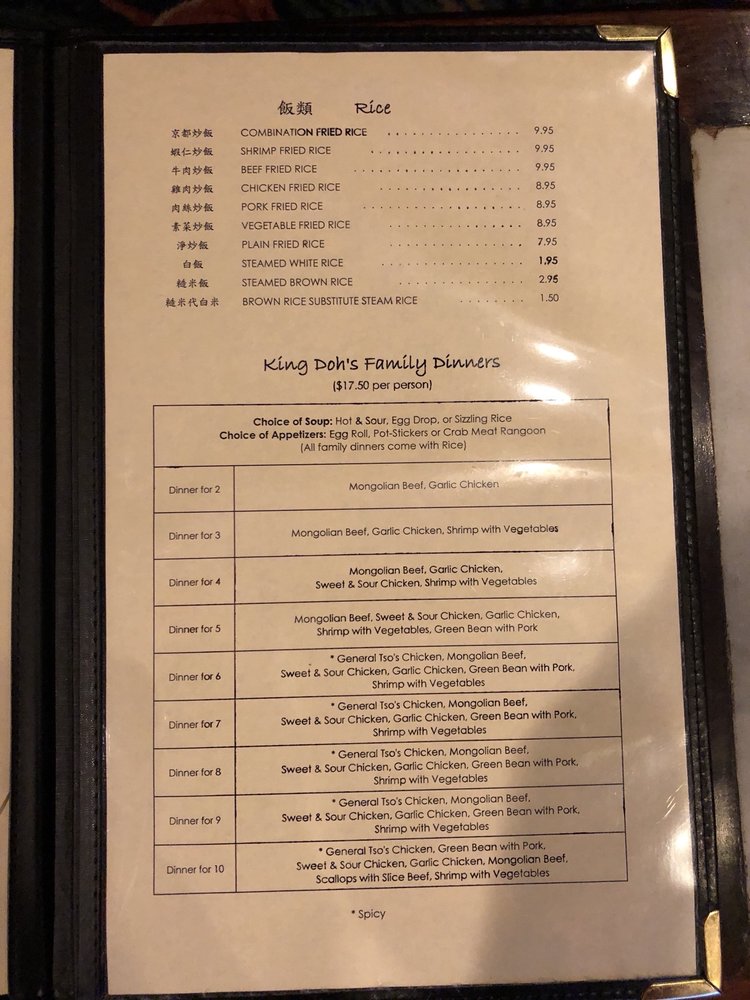 飯類 Rice
京都炒飯 COMBINATION FRIED RICE . . . . . . . . . . . . . . . . 9.95
蝦仁炒飯 SHRIMP FRIED RICE . . . . . . . . . . . . . . . . . . 9.95
牛肉炒飯 BEEF FRIED RICE . . . . . . . . . . . . . . . . . . . . 9.95
雞肉炒飯 CHICKEN FRIED RICE . . . . . . . . . . . . . . . . . 8.95
肉絲炒飯 PORK FRIED RICE . . . . . . . . . . . . . . . . . . . 8.95
素菜炒飯 VEGETABLE FRIED RICE . . . . . . . . . . . . . . . . 8.95
淨炒飯 PLAIN FRIED RICE . . . . . . . . . . . . . . . . 7.95
白飯 STEAMED WHITE RICE . . . . . . . . . . . . . . . . . 1.95
糙米飯 STEAMED BROWN RICE . . . . . . . . . . . . . . . 2.95
糙米代白米 BROWN RICE SUBSTITUTE STEAM RICE . . . . . . . . 1.50
King Doh's Family Dinners
($17.50 per person)
Choice of Soup: Hot & Sour, Egg Drop, or Sizzling Rice
Choice of Appetizers: Egg Roll, Pot-Stickers or Crab Meat Rangoon
(All family dinners come with Rice)
Dinner for 2 Mongolian Beef, Garlic Chicken
Dinner for 3 Mongolian Beef, Garlic Chicken, Shrimp with Vegetables
Dinner for 4 Mongolian Beef, Garlic Chicken,
Sweet & Sour Chicken, Shrimp with Vegetables
Dinner for 5 Mongolian Beef, Sweet & Sour Chicken, Garlic Chicken,
Shrimp with Vegetables, Green Bean with Pork
Dinner for 6 * General Tso's Chicken, Mongolian Beef,
Sweet & Sour Chicken, Garlic Chicken, Green Bean with Pork,
Shrimp with Vegetables
Dinner for 7 * General Tso's Chicken, Mongolian Beef,
Sweet & Sour Chicken, Garlic Chicken, Green Bean with Pork,
Shrimp with Vegetables
Dinner for 8 * General Tso's Chicken, Mongolian Beef,
Sweet & Sour Chicken, Garlic Chicken, Green Bean with Pork,
Shrimp with Vegetables
Dinner for 9 * General Tso's Chicken, Mongolian Beef,
Sweet & Sour Chicken, Garlic Chicken, Green Bean with Pork,
Shrimp with Vegetables
Dinner for 10 * General Tso's Chicken, Green Bean with Pork,
Sweet & Sour Chicken, Garlic Chicken, Mongolian Beef,
Scallops with Slice Beef, Shrimp with Vegetables
* Spicy